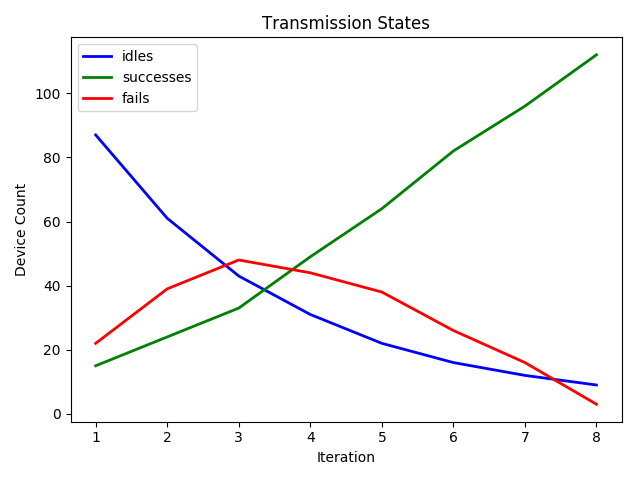 Transmission States
idles
successes
fails
Device Count
100
80
60
40
20
0
1 2 3 4 5 6 7 8
Iteration